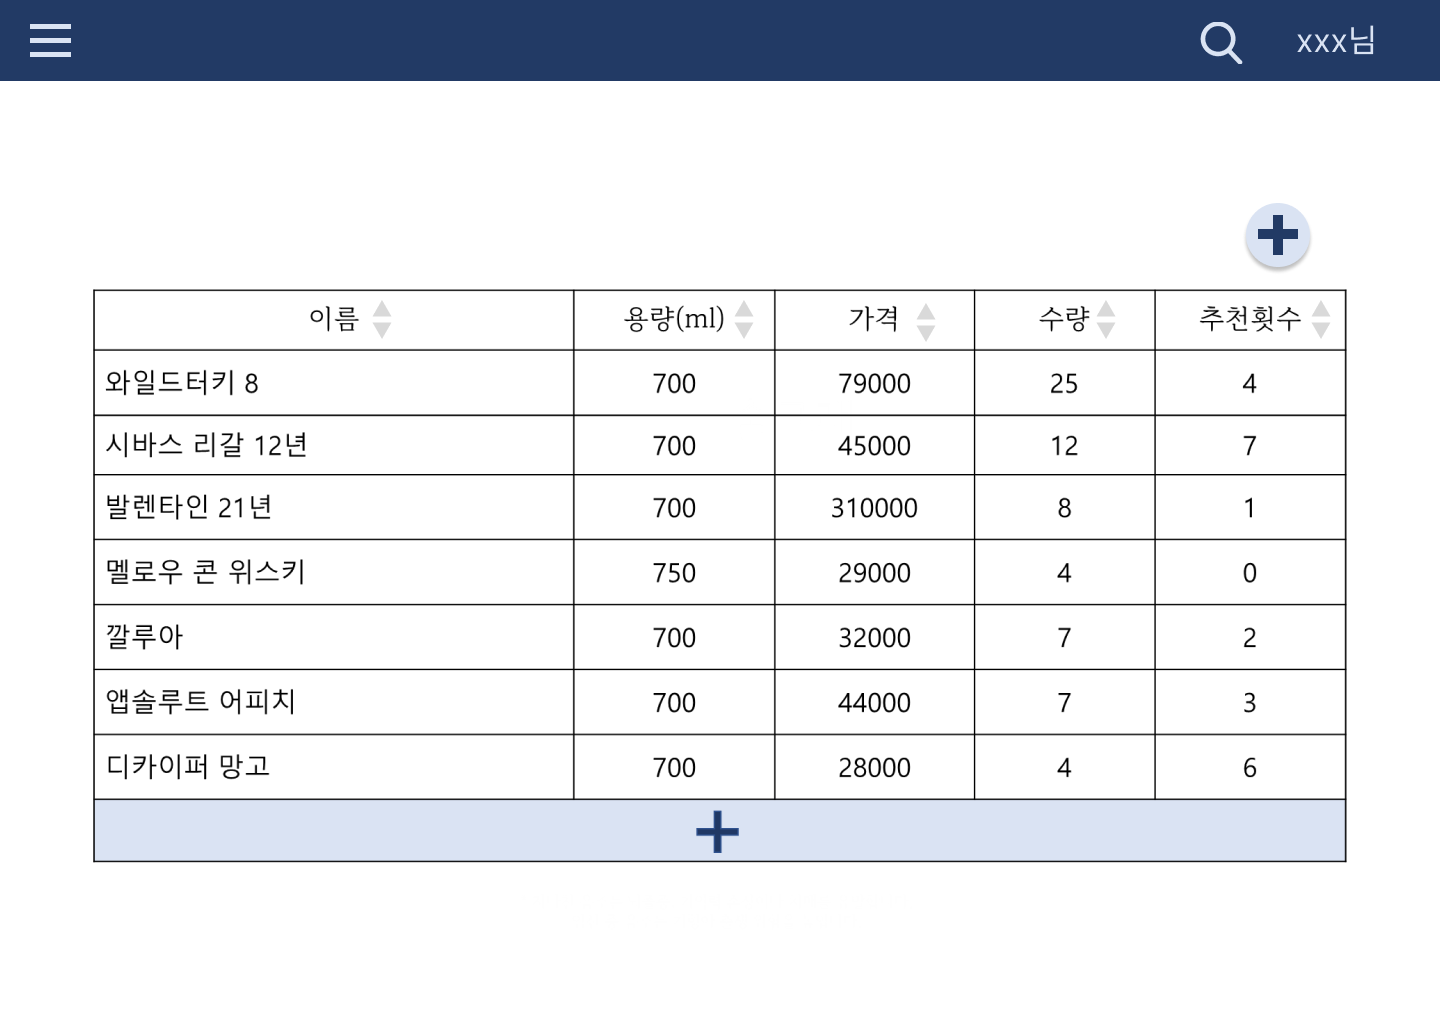 xxx님
이름 용량(ml) 가격 수량 추천횟수
와일드터키 8 700 79000 25 4
시바스 리갈 12년 700 45000 12 7
발렌타인 21년 700 310000 8 1
멜로우 콘 위스키 750 29000 4 0
깔루아 700 32000 7 2
앱솔루트 어피치 700 44000 7 3
디카이퍼 망고 700 28000 4 6